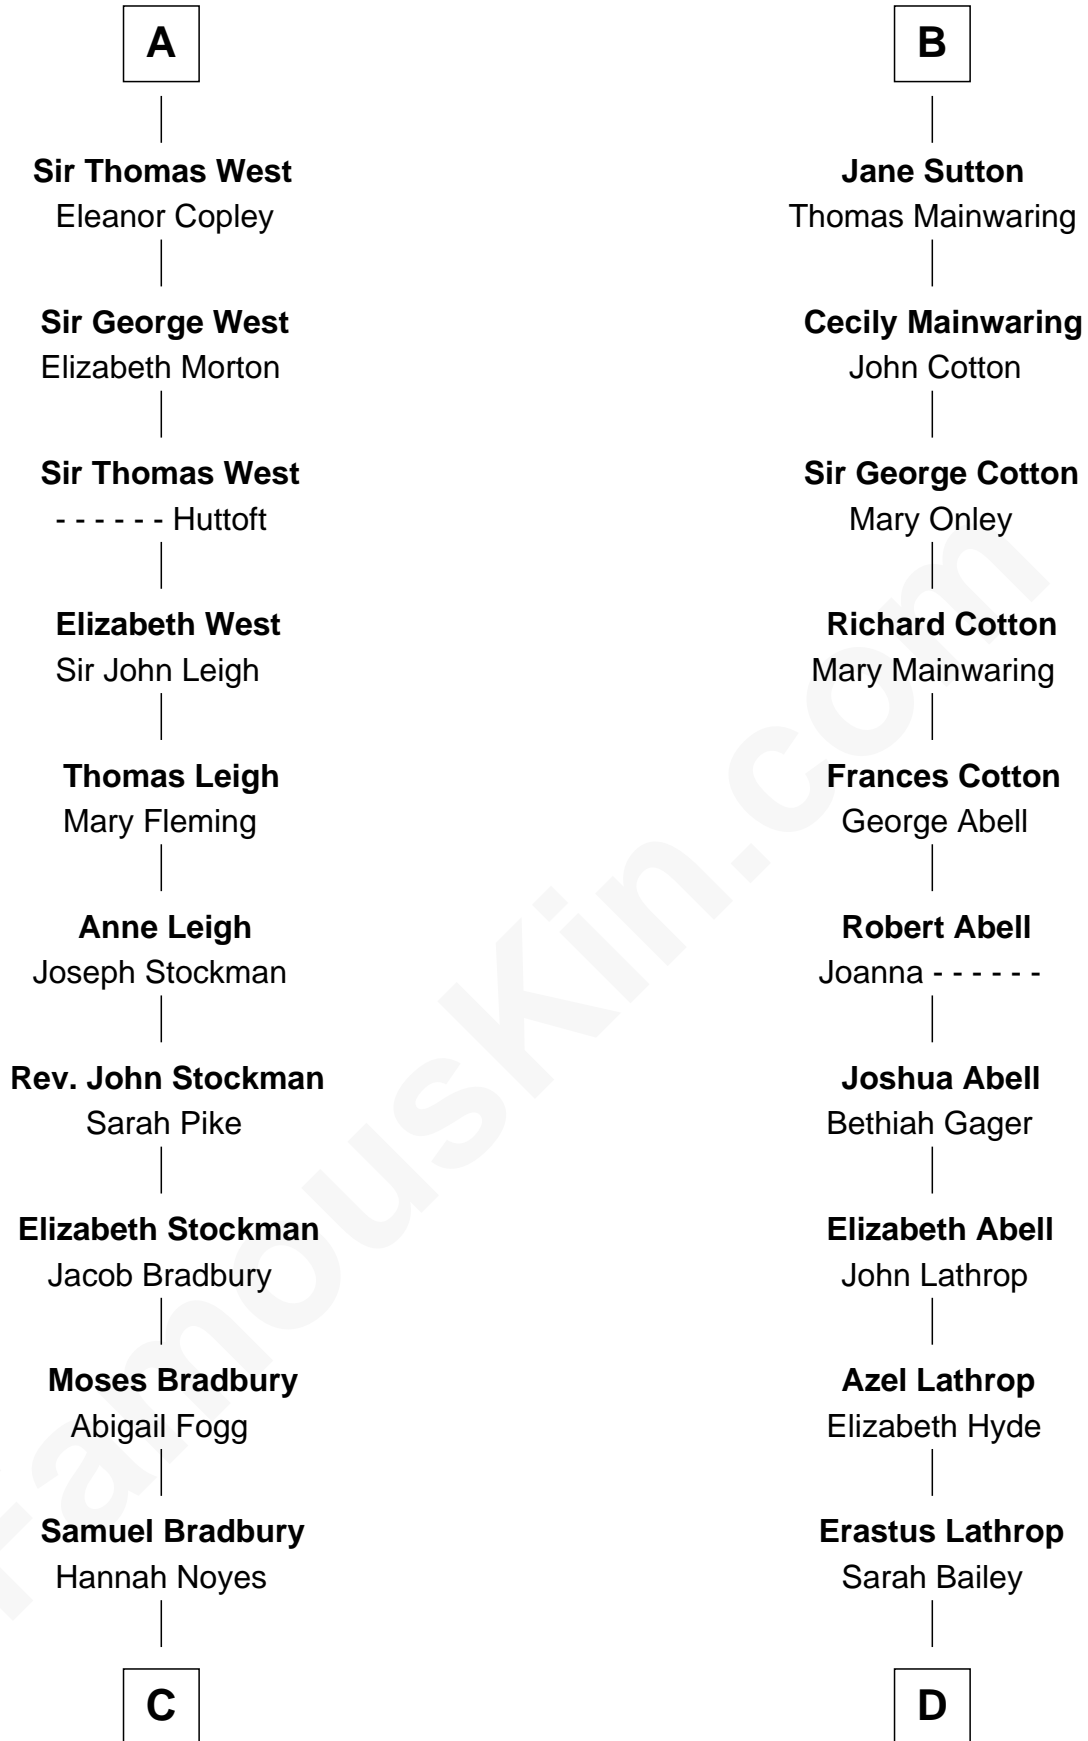 A
Sir Thomas West
Eleanor Copley
Sir George West
Elizabeth Morton
Sir Thomas West
- - - - - - Huttoft
Elizabeth West
Sir John Leigh
Thomas Leigh
Mary Fleming
Anne Leigh
Joseph Stockman
Rev. John Stockman
Sarah Pike
Elizabeth Stockman
Jacob Bradbury
Moses Bradbury
Abigail Fogg
Samuel Bradbury
Hannah Noyes
C
B
Jane Sutton
Thomas Mainwaring
Cecily Mainwaring
John Cotton
Sir George Cotton
Mary Onley
Richard Cotton
Mary Mainwaring
Frances Cotton
George Abell
Robert Abell
Joanna - - - - - -
Joshua Abell
Bethiah Gager
Elizabeth Abell
John Lathrop
Azel Lathrop
Elizabeth Hyde
Erastus Lathrop
Sarah Bailey
D
FamousKin.com